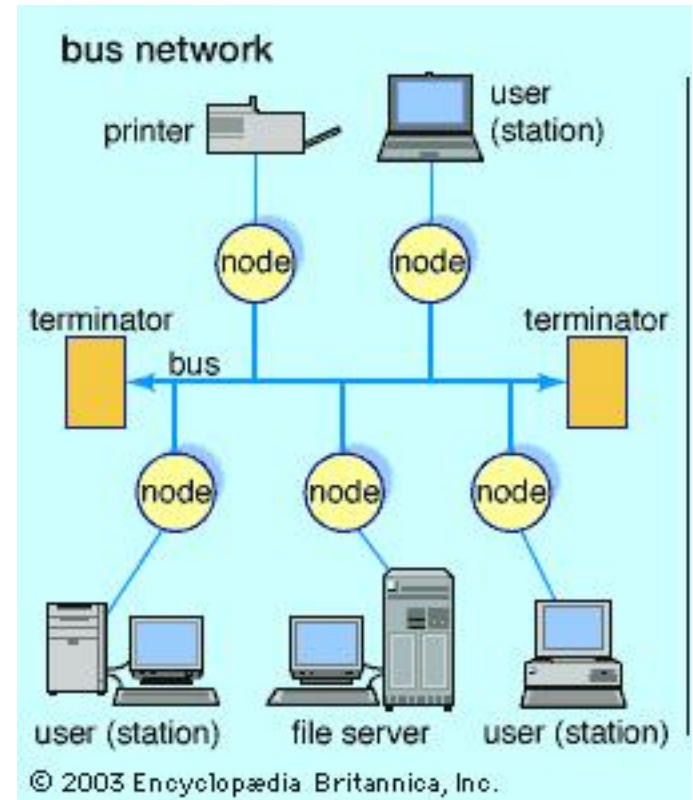 bus network
printer
user
(station)
node
node
terminator
terminator
bus
node
node
node
user (station)
file server
user (station)
© 2003 Encyclopædia Britannica, Inc.